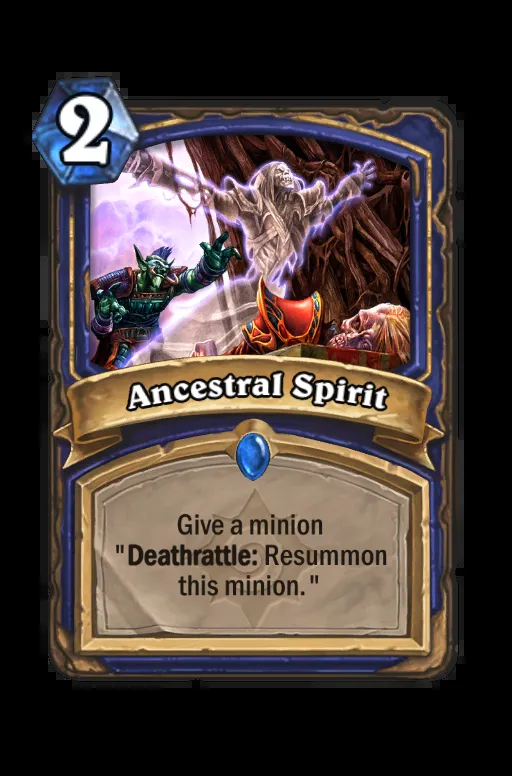 2
Ancestral Spirit
Give a minion
"Deathrattle: Resummon
this minion."